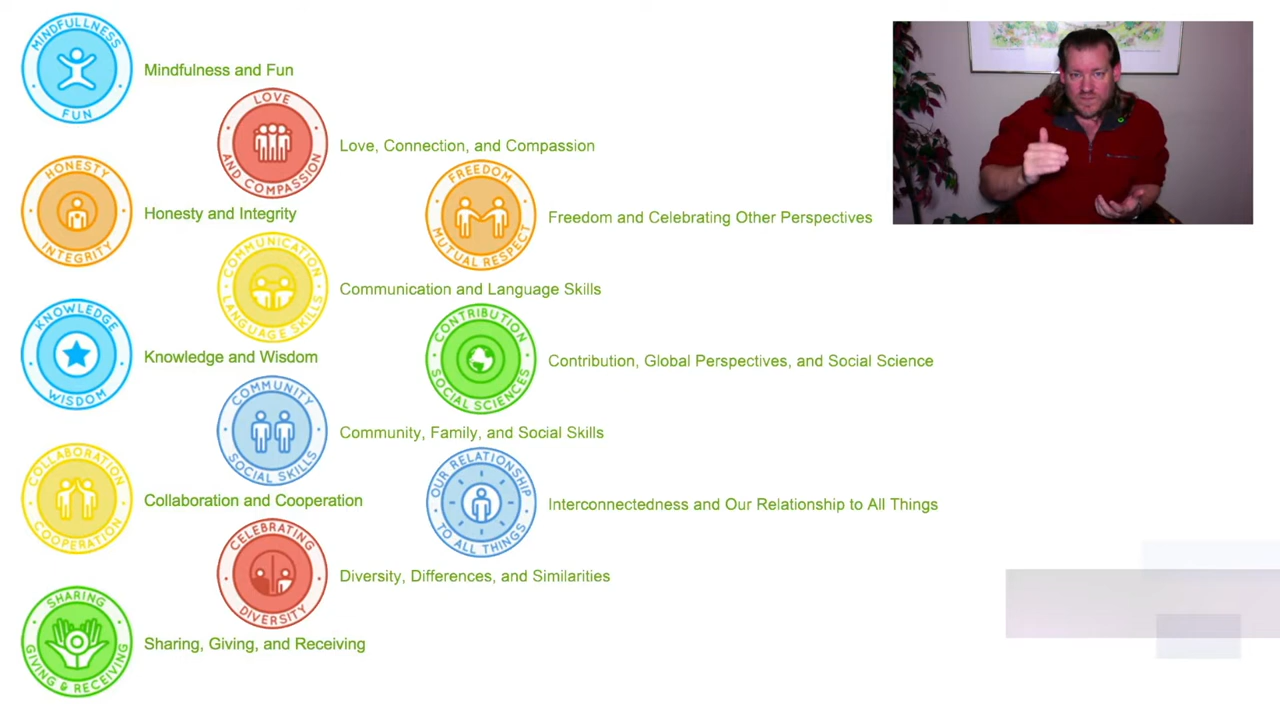 MINDFULLNESS
FUN
Mindfulness and Fun
LOVE
AND COMPASSION
Love, Connection, and Compassion
HONESTY
INTEGRITY
Honesty and Integrity
FREEDOM
MUTUAL RESPECT
Freedom and Celebrating Other Perspectives
COMMUNICATION
LANGUAGE SKILLS
Communication and Language Skills
KNOWLEDGE
WISDOM
Knowledge and Wisdom
CONTRIBUTION
SOCIAL SCIENCES
Contribution, Global Perspectives, and Social Science
COMMUNITY
SOCIAL SKILLS
Community, Family, and Social Skills
COLLABORATION
COOPERATION
Collaboration and Cooperation
OUR RELATIONSHIP
TO ALL THINGS
Interconnectedness and Our Relationship to All Things
CELEBRATING
DIVERSITY
Diversity, Differences, and Similarities
SHARING
GIVING & RECEIVING
Sharing, Giving, and Receiving